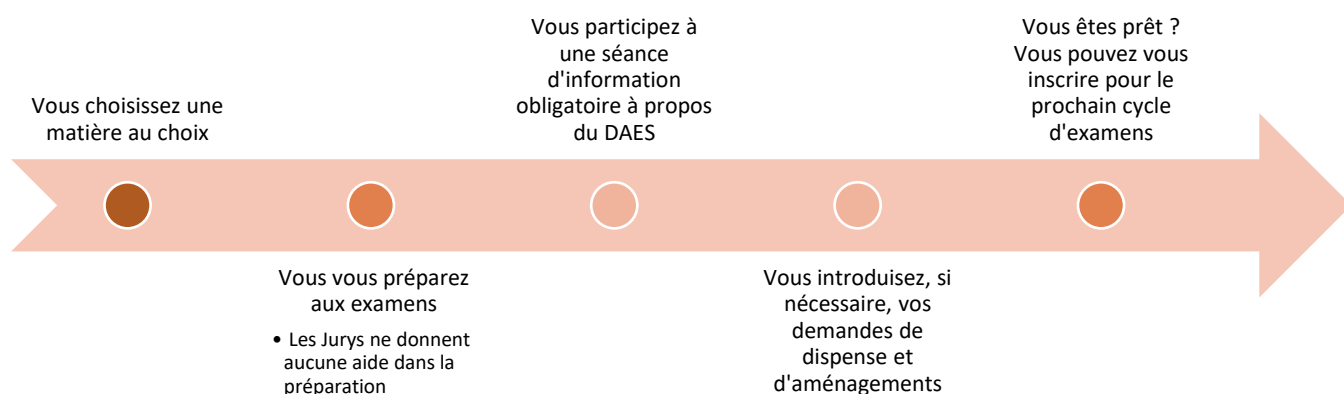 Vous choisissez une
matière au choix
Vous vous préparez
aux examens
• Les Jurys ne donnent
aucune aide dans la
préparation
Vous participez à
une séance
d'information
obligatoire à propos
du DAES
Vous introduisez, si
nécessaire, vos
demandes de
dispense et
d'aménagements
Vous êtes prêt ?
Vous pouvez vous
inscrire pour le
prochain cycle
d'examens